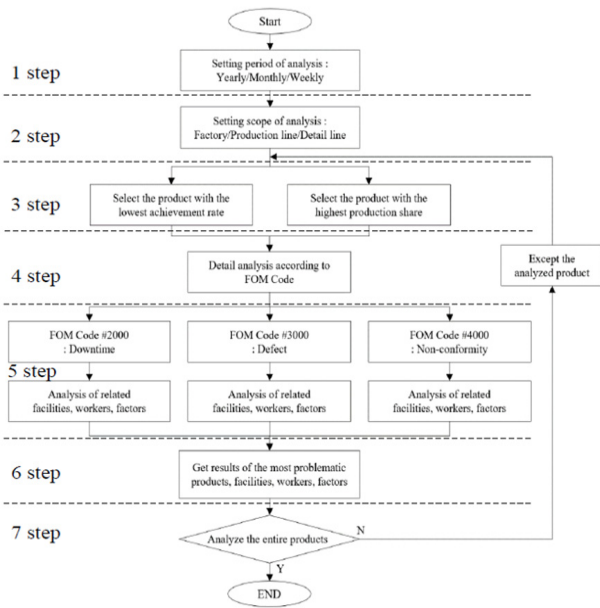 Start
1 step
Setting period of analysis :
Yearly/Monthly/Weekly
2 step
Setting scope of analysis :
Factory/Production line/Detail line
3 step
Select the product with the
lowest achievement rate
Select the product with the
highest production share
4 step
Detail analysis according to
FOM Code
Except the
analyzed product
FOM Code #2000
: Downtime
FOM Code #3000
: Defect
FOM Code #4000
: Non-conformity
5 step
Analysis of related
facilities, workers, factors
Analysis of related
facilities, workers, factors
Analysis of related
facilities, workers, factors
6 step
Get results of the most problematic
products, facilities, workers, factors
7 step
Analyze the entire products
N
Y
END